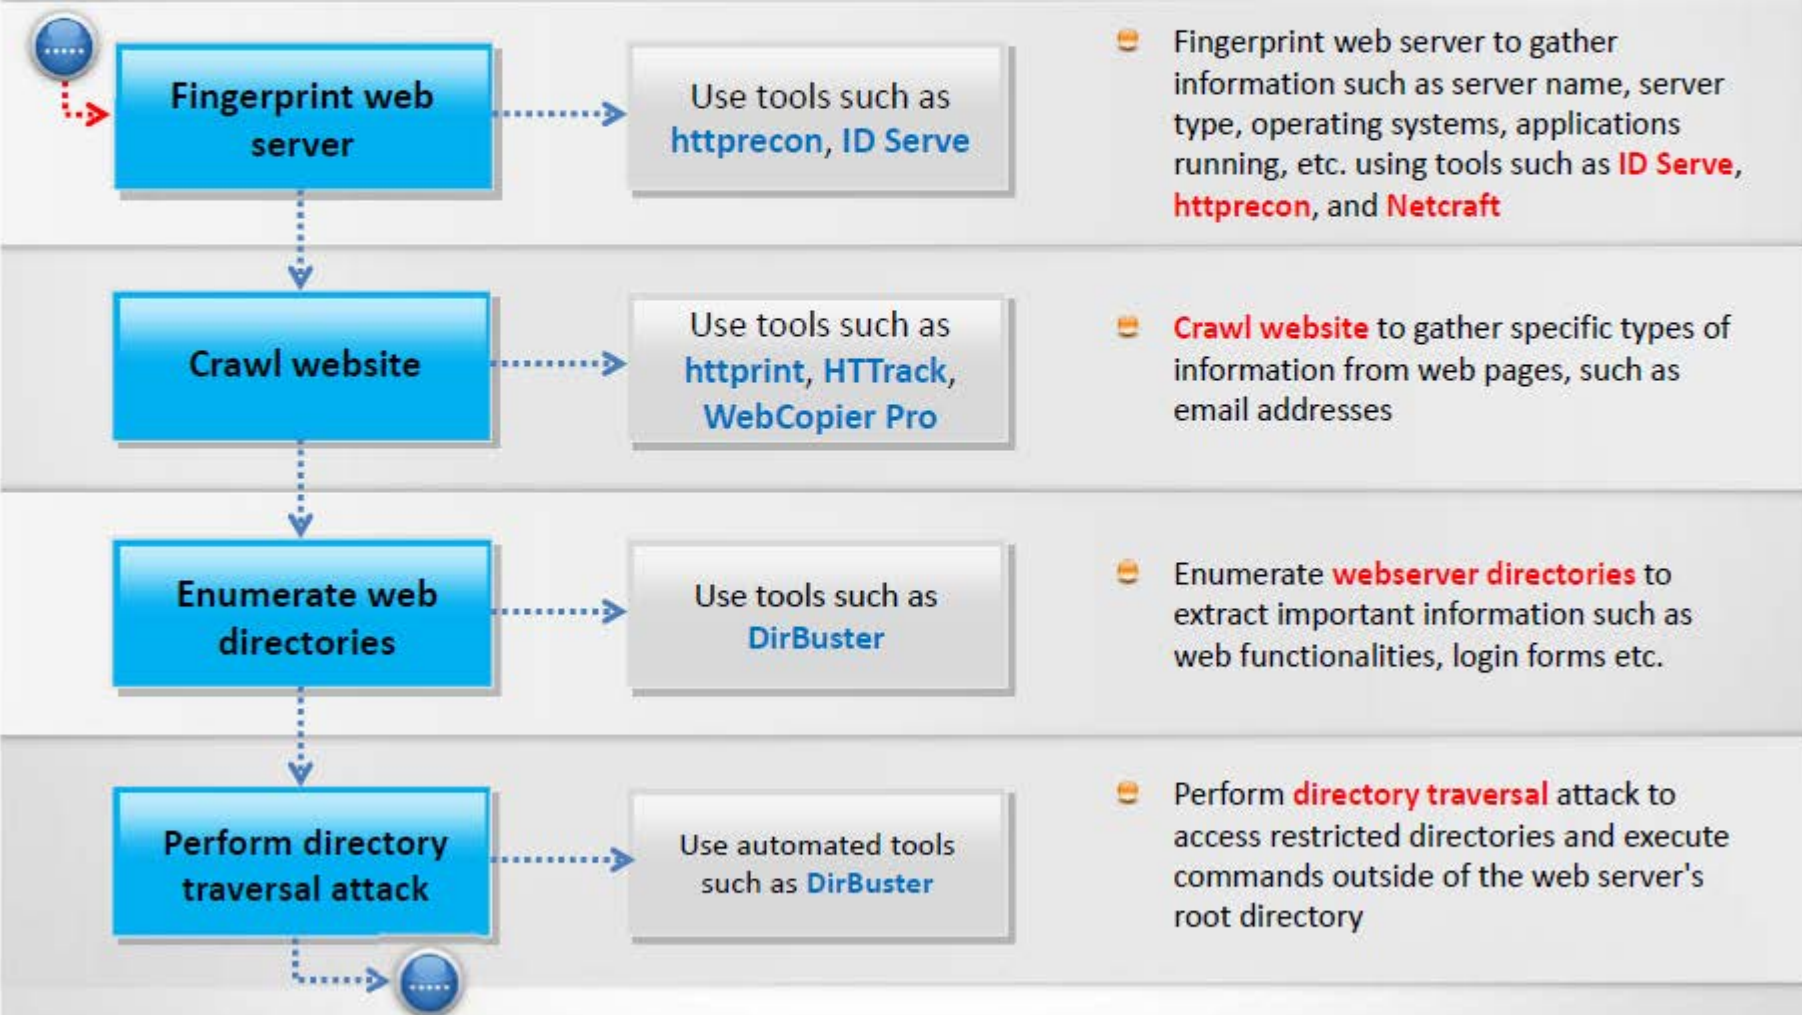 Fingerprint web
server
Use tools such as
httprecon, ID Serve
Fingerprint web server to gather
information such as server name, server
type, operating systems, applications
running, etc. using tools such as ID Serve,
httprecon, and Netcraft
Crawl website
Use tools such as
httprint, HTTrack,
WebCopier Pro
Crawl website to gather specific types of
information from web pages, such as
email addresses
Enumerate web
directories
Use tools such as
DirBuster
Enumerate webserver directories to
extract important information such as
web functionalities, login forms etc.
Perform directory
traversal attack
Use automated tools
such as DirBuster
Perform directory traversal attack to
access restricted directories and execute
commands outside of the web server's
root directory